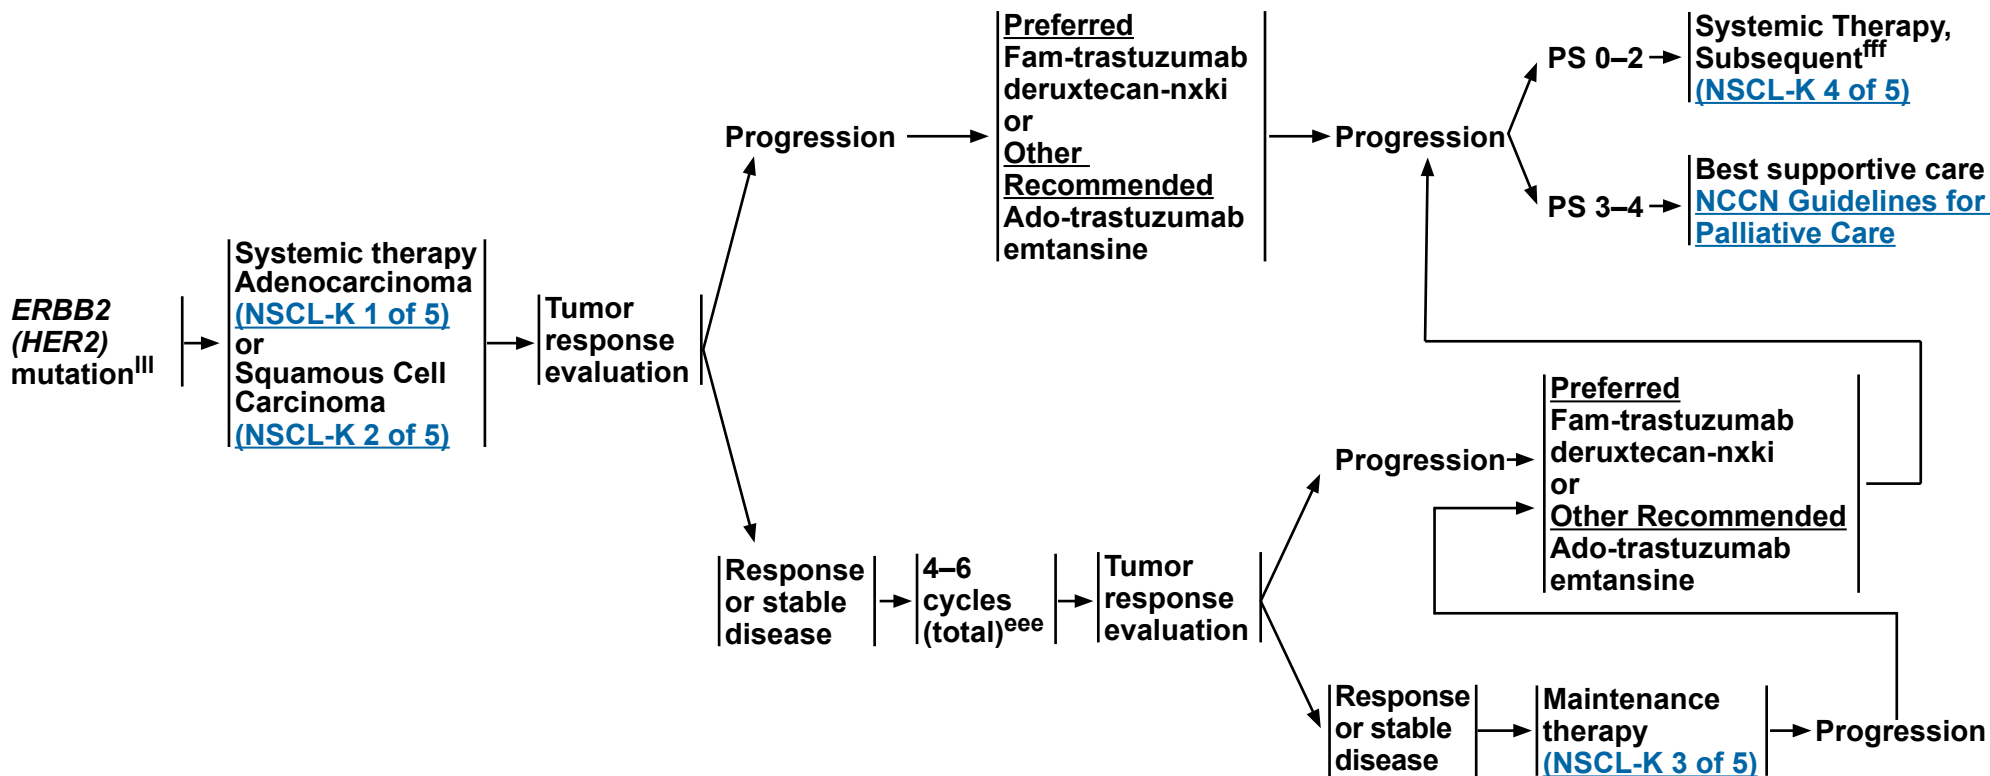 ERBB2
(HER2)
mutationlll
Systemic therapy
Adenocarcinoma
(NSCL-K 1 of 5)
or
Squamous Cell
Carcinoma
(NSCL-K 2 of 5)
Tumor
response
evaluation
Progression
Preferred
Fam-trastuzumab
deruxtecan-nxki
or
Other
Recommended
Ado-trastuzumab
emtansine
Progression
PS 0–2
Systemic Therapy,
Subsequentfff
(NSCL-K 4 of 5)
PS 3–4
Best supportive care
NCCN Guidelines for
Palliative Care
Response
or stable
disease
4–6
cycles
(total)eee
Tumor
response
evaluation
Progression
Preferred
Fam-trastuzumab
deruxtecan-nxki
or
Other Recommended
Ado-trastuzumab
emtansine
Response
or stable
disease
Maintenance
therapy
(NSCL-K 3 of 5)
Progression